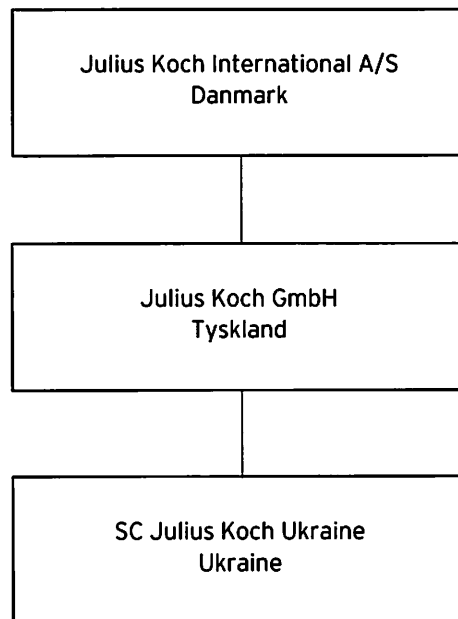 Julius Koch International A/S
Danmark
Julius Koch GmbH
Tyskland
SC Julius Koch Ukraine
Ukraine